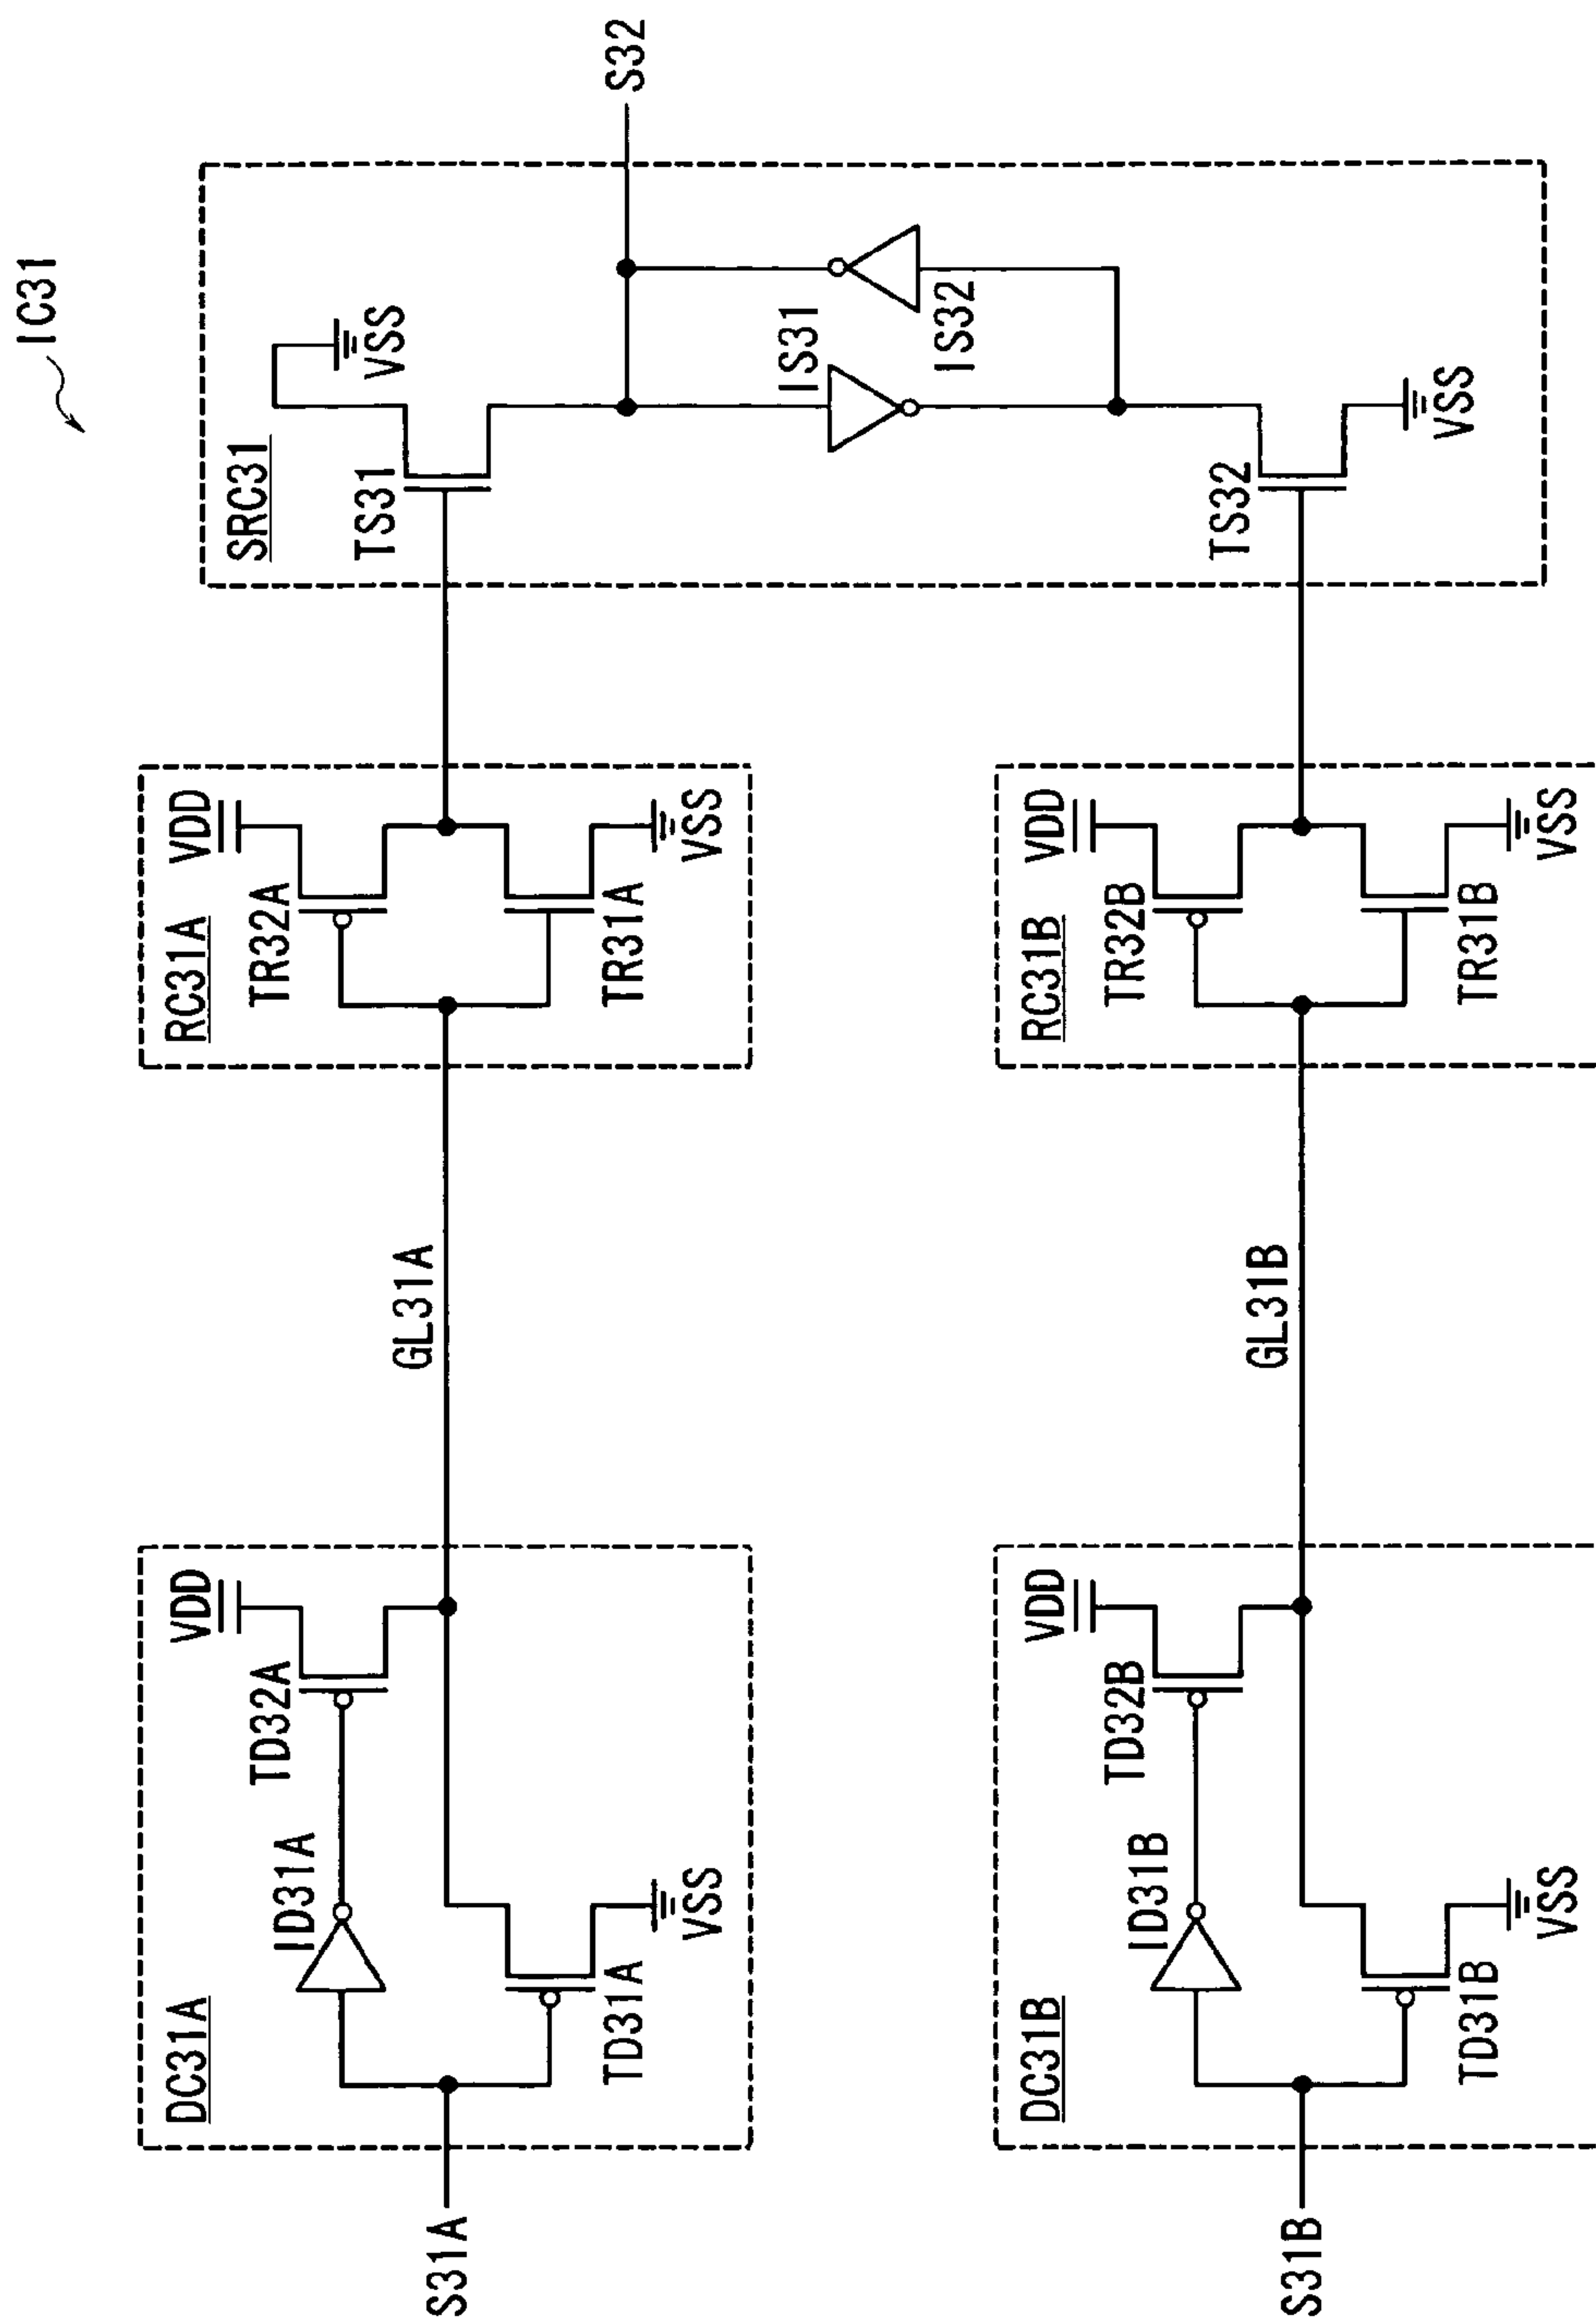 IC31
DC31A
S31A
ID31A
TD32A
VDD
TD31A
VSS
GL31A
RC31A
TR32A
VDD
TR31A
VSS
SRC31
TS31
VSS
IS31
IS32
S32
TS32
VSS
DC31B
S31B
ID31B
TD32B
VDD
TD31B
VSS
GL31B
RC31B
TR32B
VDD
TR31B
VSS